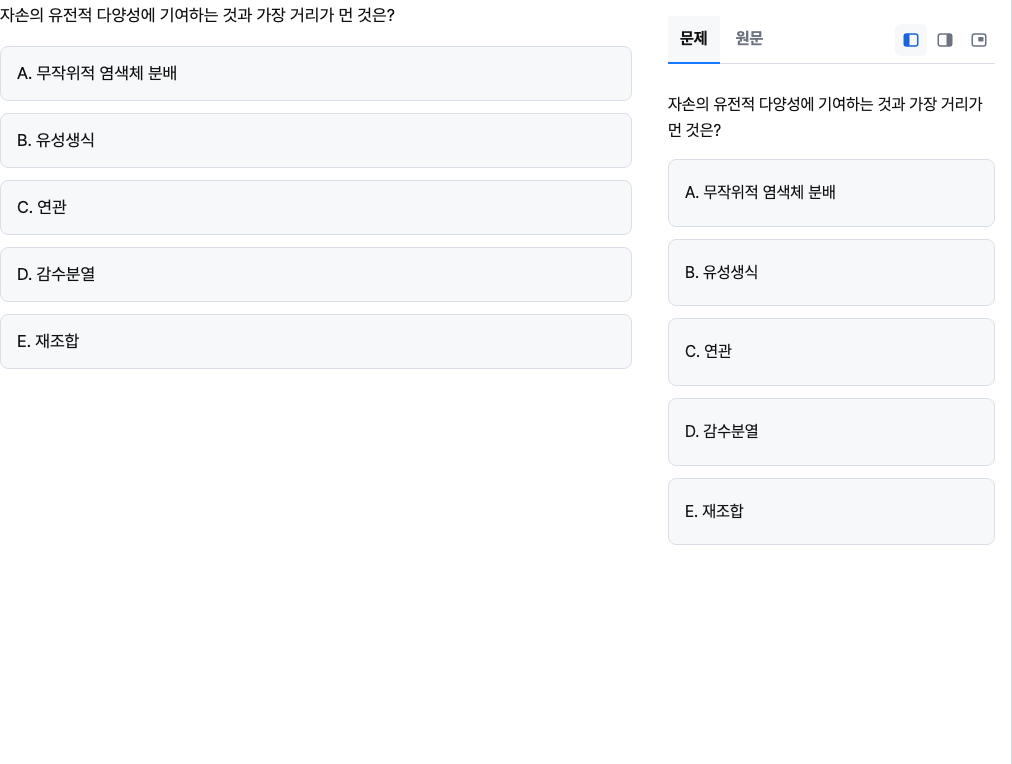 자손의 유전적 다양성에 기여하는 것과 가장 거리가 먼 것은?
A. 무작위적 염색체 분배
B. 유성생식
C. 연관
D. 감수분열
E. 재조합
문제 원문
자손의 유전적 다양성에 기여하는 것과 가장 거리가
먼 것은?
A. 무작위적 염색체 분배
B. 유성생식
C. 연관
D. 감수분열
E. 재조합